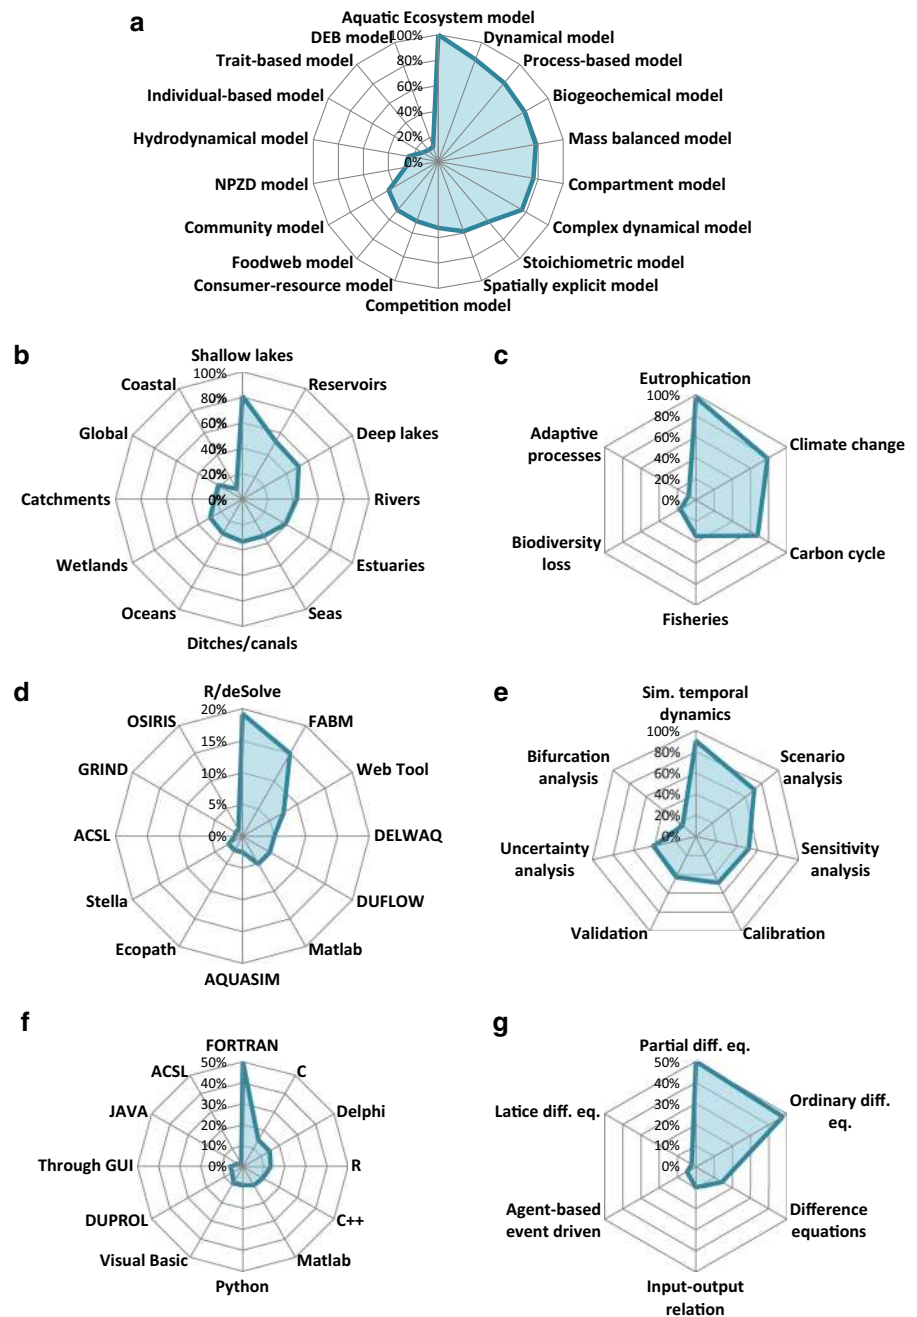 a
Aquatic Ecosystem model
DEB model
100%
Dynamical model
Trait-based model
80%
Process-based model
60%
Individual-based model
Biogeochemical model
40%
Hydrodynamical model
20%
Mass balanced model
0%
NPZD model
Compartment model
Community model
Complex dynamical model
Foodweb model
Stoichiometric model
Consumer-resource model
Spatially explicit model
Competition model
b
Shallow lakes
100%
Coastal
Reservoirs
80%
Global
60%
Deep lakes
40%
20%
Catchments
0%
Rivers
Wetlands
Estuaries
Oceans
Seas
Ditches/canals
c
Eutrophication
100%
80%
Adaptive
processes
60%
Climate change
40%
20%
0%
Biodiversity
loss
Carbon cycle
Fisheries
d
R/deSolve
20%
OSIRIS
FABM
15%
GRIND
10%
Web Tool
5%
ACSL
0%
DELWAQ
Stella
DUFLOW
Ecopath
Matlab
AQUASIM
e
Sim. temporal
dynamics
100%
80%
Bifurcation
analysis
60%
Scenario
analysis
40%
20%
0%
Uncertainty
analysis
Sensitivity
analysis
Validation
Calibration
f
FORTRAN
50%
ACSL
C
40%
JAVA
30%
Delphi
20%
10%
Through GUI
0%
R
DUPROL
C++
Visual Basic
Matlab
Python
g
Partial diff. eq.
50%
40%
Latice diff. eq.
30%
Ordinary diff.
eq.
20%
10%
0%
Agent-based
event driven
Difference
equations
Input-output
relation